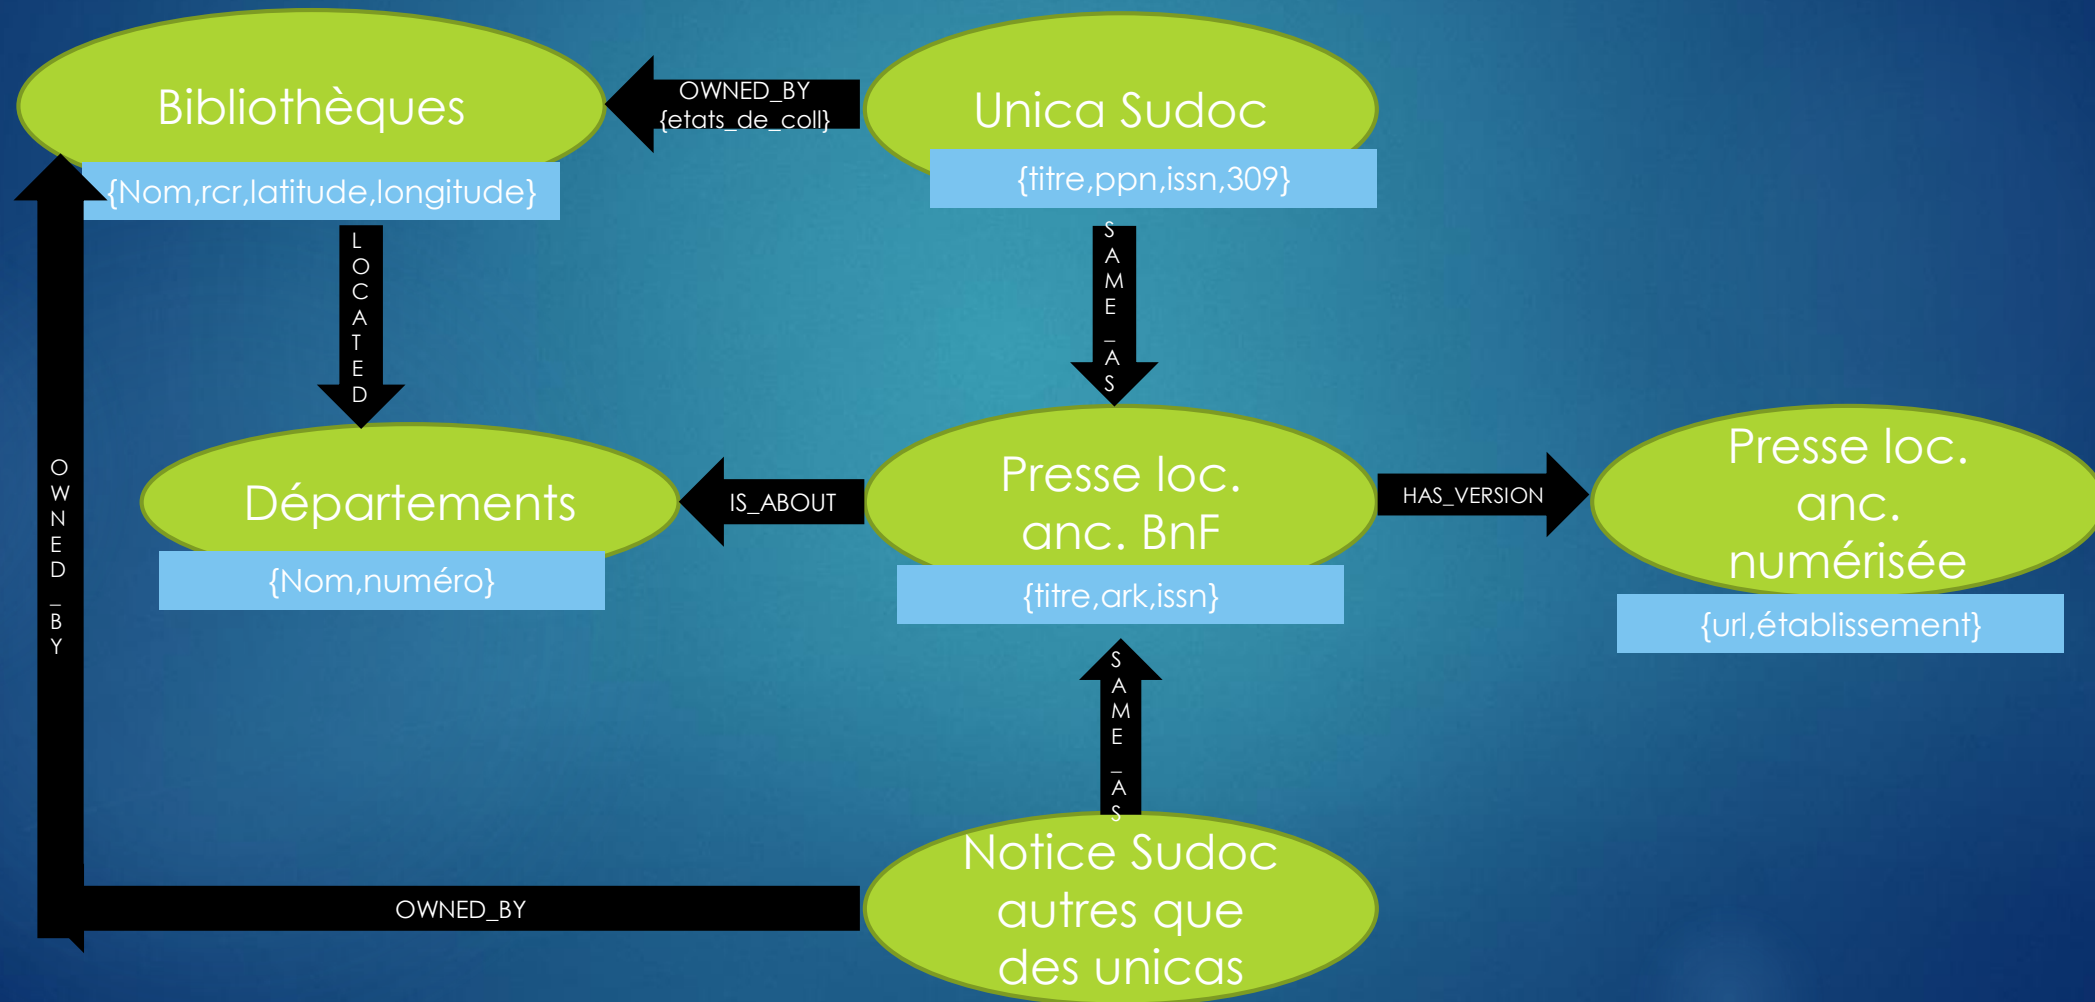 Bibliothèques
{Nom,rcr,latitude,longitude}
OWNED_BY
{etats_de_coll}
Unica Sudoc
{titre,ppn,issn,309}
LOCATED
SAME_AS
Départements
{Nom,numéro}
IS_ABOUT
Presse loc.
anc. BnF
{titre,ark,issn}
HAS_VERSION
Presse loc.
anc.
numérisée
{url,établissement}
OWNED_BY
SAME_AS
OWNED_BY
Notice Sudoc
autres que
des unicas